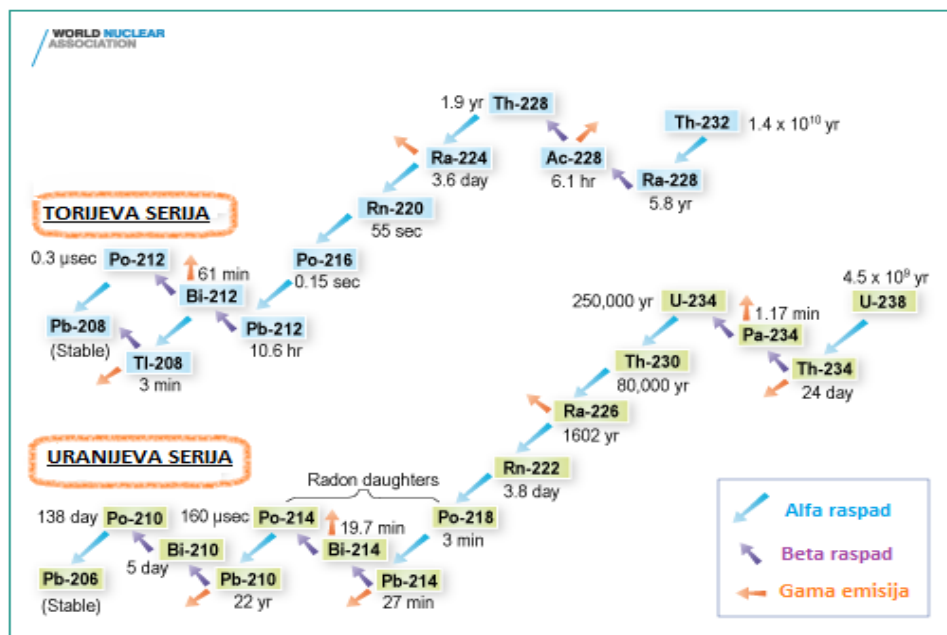 WORLD NUCLEAR
ASSOCIATION
1.9 yr
Th-228
Th-232
1.4 x 10¹⁰ yr
Ra-224
3.6 day
Ac-228
6.1 hr
Ra-228
5.8 yr
TORIJEVA SERIJA
Rn-220
55 sec
0.3 µsec
Po-212
61 min
Bi-212
Po-216
0.15 sec
Pb-208
(Stable)
Tl-208
3 min
Pb-212
10.6 hr
4.5 x 10⁹ yr
U-238
250,000 yr
U-234
1.17 min
Pa-234
Th-234
24 day
Th-230
80,000 yr
Ra-226
1602 yr
URANIJEVA SERIJA
Rn-222
3.8 day
Radon daughters
138 day
Po-210
160 µsec
Po-214
19.7 min
Po-218
3 min
Bi-210
5 day
Bi-214
Pb-206
(Stable)
Pb-210
22 yr
Pb-214
27 min
Alfa raspad
Beta raspad
Gama emisija